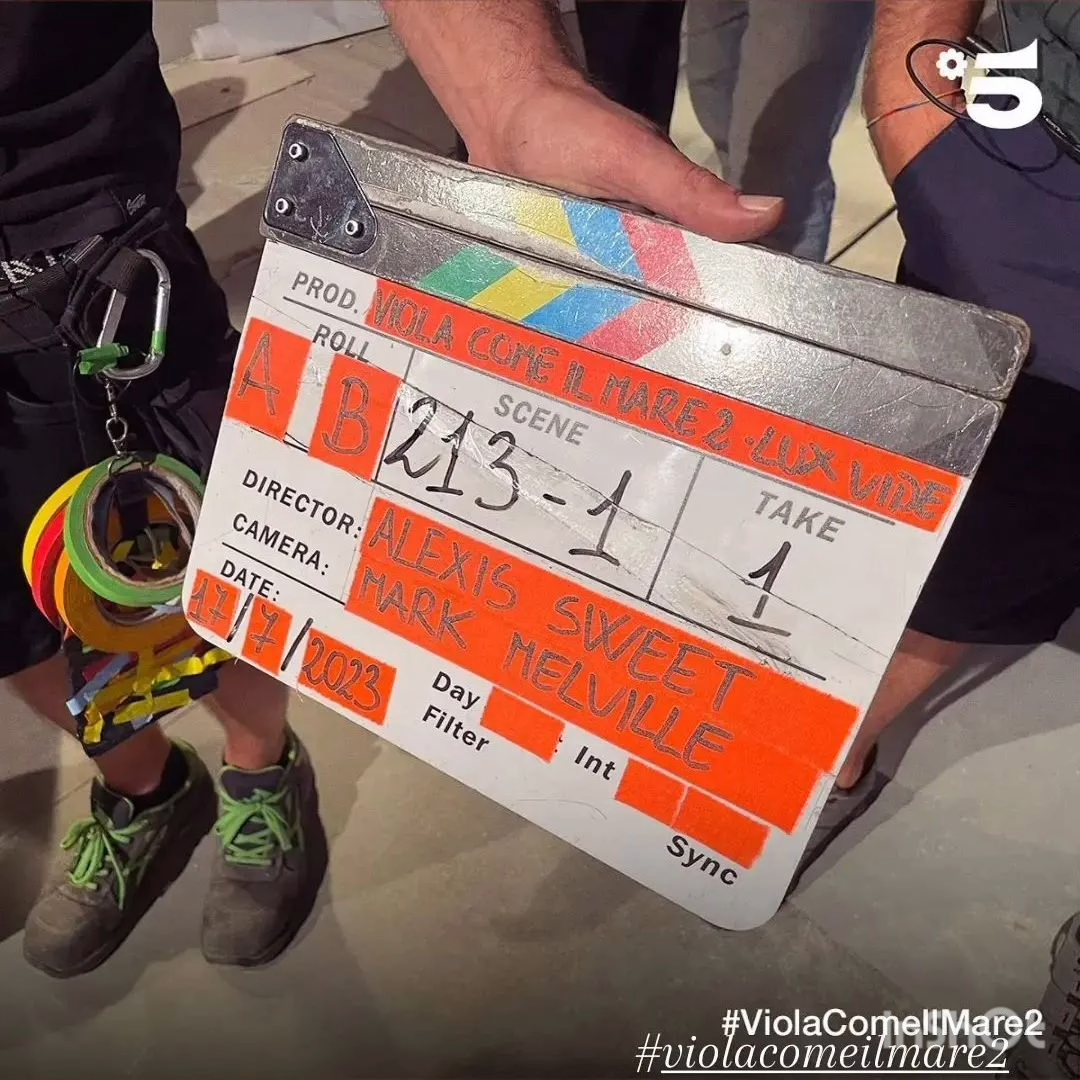 5
PROD. VIOLA COME IL MARE 2 · LUX VIDE
ROLL SCENE TAKE
A B 213-1 1
DIRECTOR: ALEXIS SWEET
CAMERA: MARK MELVILLE
DATE:
17/7/2023
Day Int
Filter Sync
#ViolaComeIlMare2
#violacomeilmare2